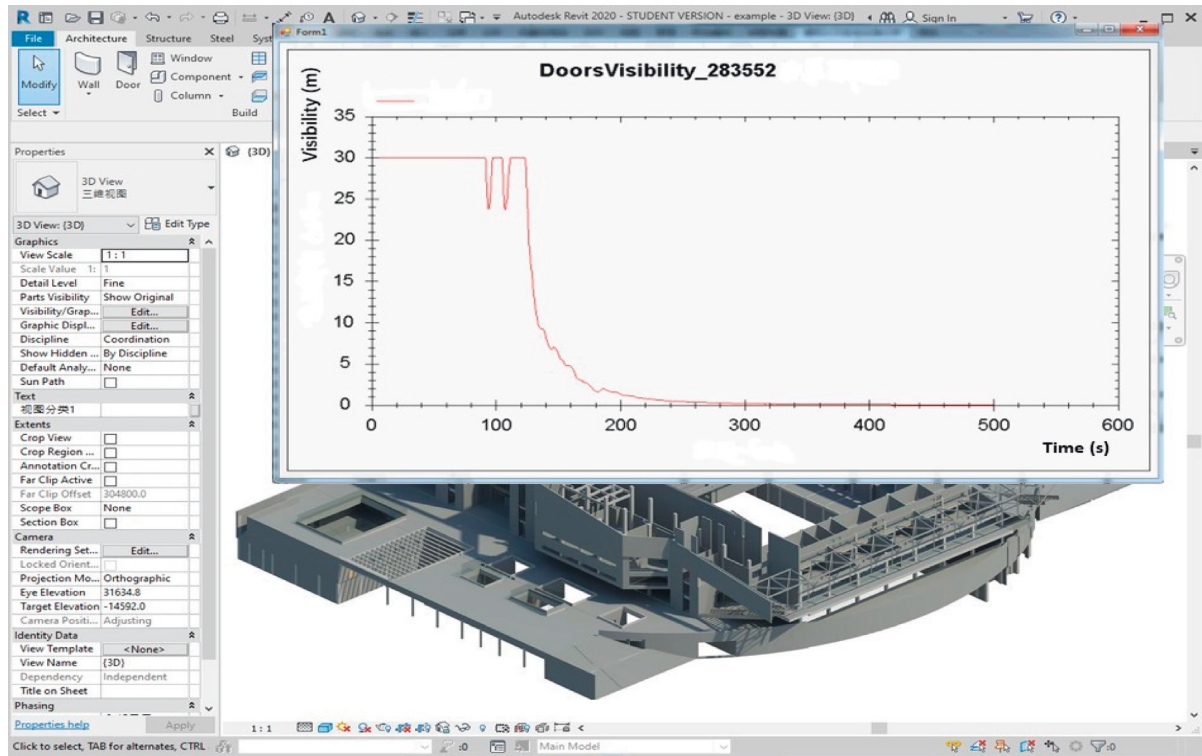 Autodesk Revit 2020 - STUDENT VERSION - example - 3D View: {3D}
Sign In
File Architecture Structure Steel Syst
Modify
Wall
Door
Window
Component
Column
Select
Build
Form1
DoorsVisibility_283552
Visibility (m)
35
30
25
20
15
10
5
0
0 100 200 300 400 500 600
Time (s)
Properties
{3D}
3D View
三维视图
3D View: {3D} Edit Type
Graphics
View Scale 1 : 1
Scale Value 1: 1
Detail Level Fine
Parts Visibility Show Original
Visibility/Grap... Edit...
Graphic Displ... Edit...
Discipline Coordination
Show Hidden ... By Discipline
Default Analy... None
Sun Path
Text
视图分类1
Extents
Crop View
Crop Region ...
Annotation Cr...
Far Clip Active
Far Clip Offset 304800.0
Scope Box None
Section Box
Camera
Rendering Set... Edit...
Locked Orient...
Projection Mo... Orthographic
Eye Elevation 31634.8
Target Elevation -14592.0
Camera Positi... Adjusting
Identity Data
View Template <None>
View Name {3D}
Dependency Independent
Title on Sheet
Phasing
Properties help Apply
1 : 1
Click to select, TAB for alternates, CTRL
:0
Main Model
:0